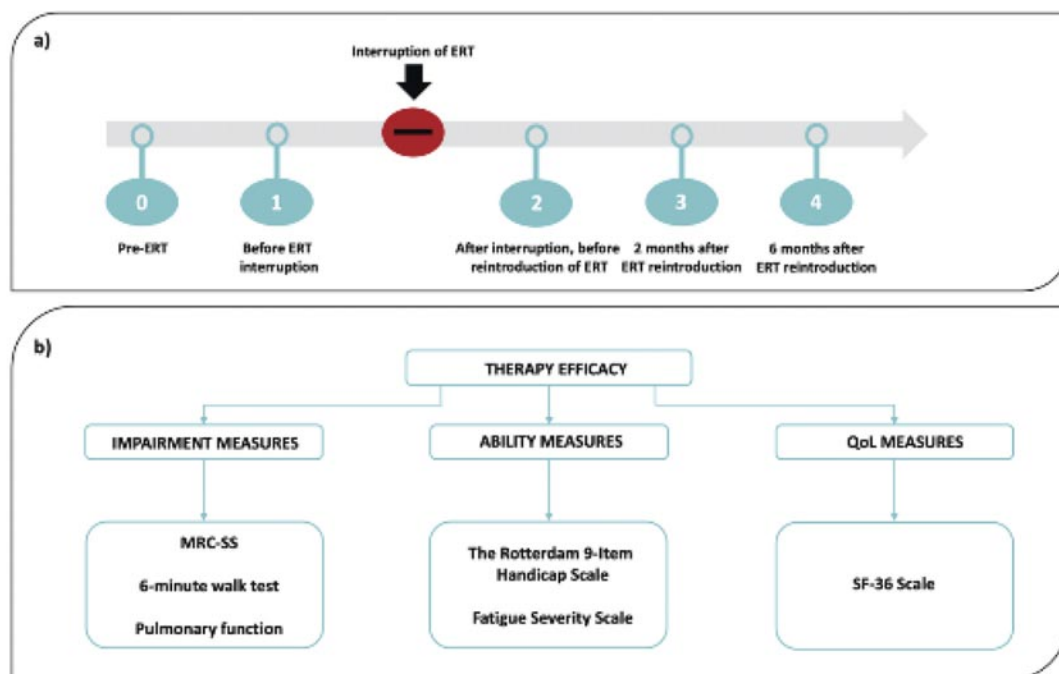 a)
Interruption of ERT
0
1
2
3
4
Pre-ERT
Before ERT
interruption
After interruption, before
reintroduction of ERT
2 months after
ERT reintroduction
6 months after
ERT reintroduction
b)
THERAPY EFFICACY
IMPAIRMENT MEASURES
ABILITY MEASURES
QoL MEASURES
MRC-SS
6-minute walk test
Pulmonary function
The Rotterdam 9-Item
Handicap Scale
Fatigue Severity Scale
SF-36 Scale